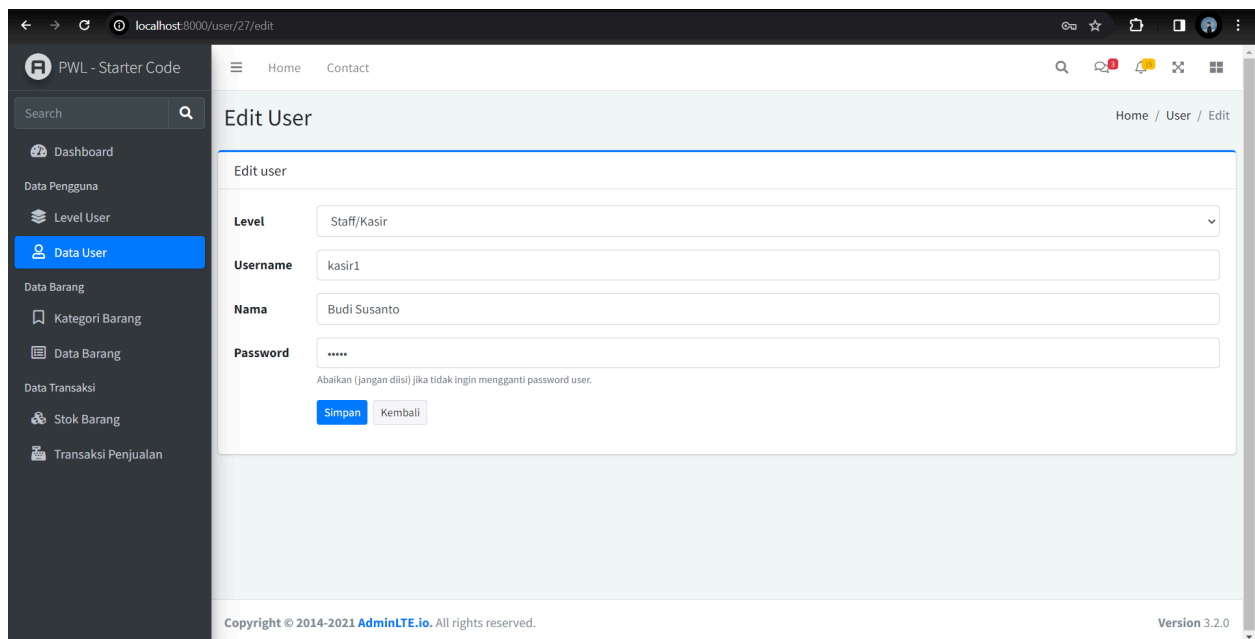 localhost:8000/user/27/edit
PWL - Starter Code
Home Contact
3 15
Search
Dashboard
Data Pengguna
Level User
Data User
Data Barang
Kategori Barang
Data Barang
Data Transaksi
Stok Barang
Transaksi Penjualan
Edit User
Home / User / Edit
Edit user
Level Staff/Kasir
Username kasir1
Nama Budi Susanto
Password •••••
Abaikan (jangan diisi) jika tidak ingin mengganti password user.
Simpan Kembali
Copyright © 2014-2021 AdminLTE.io. All rights reserved.
Version 3.2.0